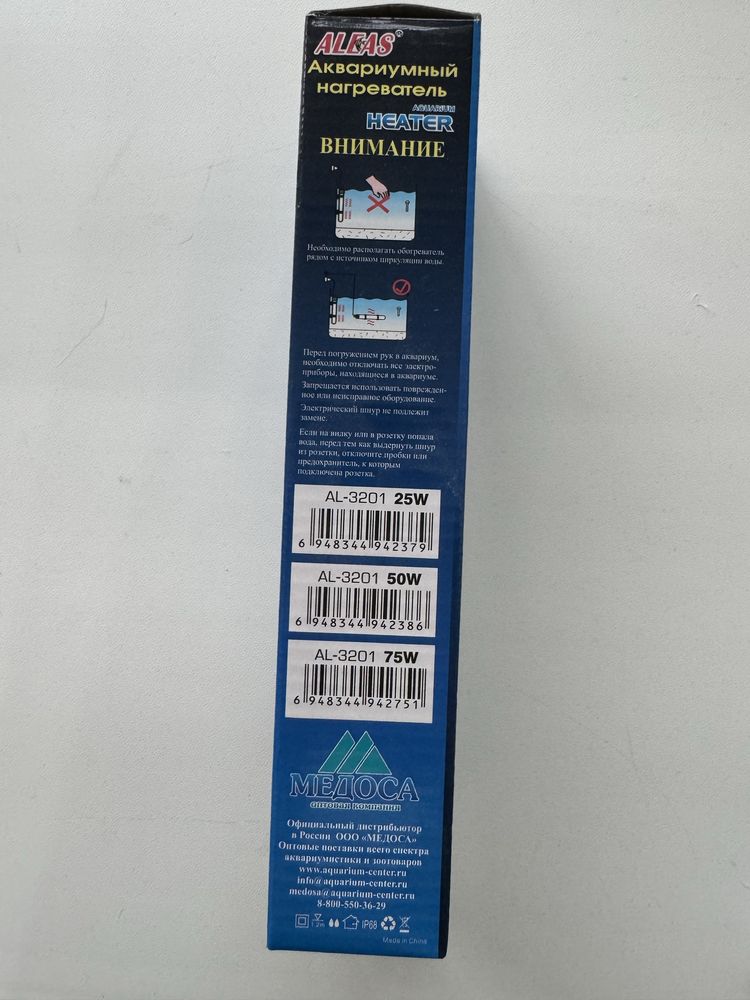 ALEAS®
Аквариумный
нагреватель
AQUARIUM
HEATER
ВНИМАНИЕ
Необходимо располагать обогреватель
рядом с источником циркуляции воды.
Перед погружением рук в аквариум,
необходимо отключать все электро-
приборы, находящиеся в аквариуме.
Запрещается использовать поврежден-
ное или неисправное оборудование.
Электрический шнур не подлежит
замене.
Если на вилку или в розетку попала
вода, перед тем как выдернуть шнур
из розетки, отключите пробки или
предохранитель, к которым
подключена розетка.
AL-3201 25W
6 948344 942379
AL-3201 50W
6 948344 942386
AL-3201 75W
6 948344 942751
МЕДОСА
ОПТОВАЯ КОМПАНИЯ
Официальный дистрибьютор
в России ООО «МЕДОСА»
Оптовые поставки всего спектра
аквариумистики и зоотоваров
www.aquarium-center.ru
info@aquarium-center.ru
medosa@aquarium-center.ru
8-800-550-36-29
1.2m IP68
Made in China